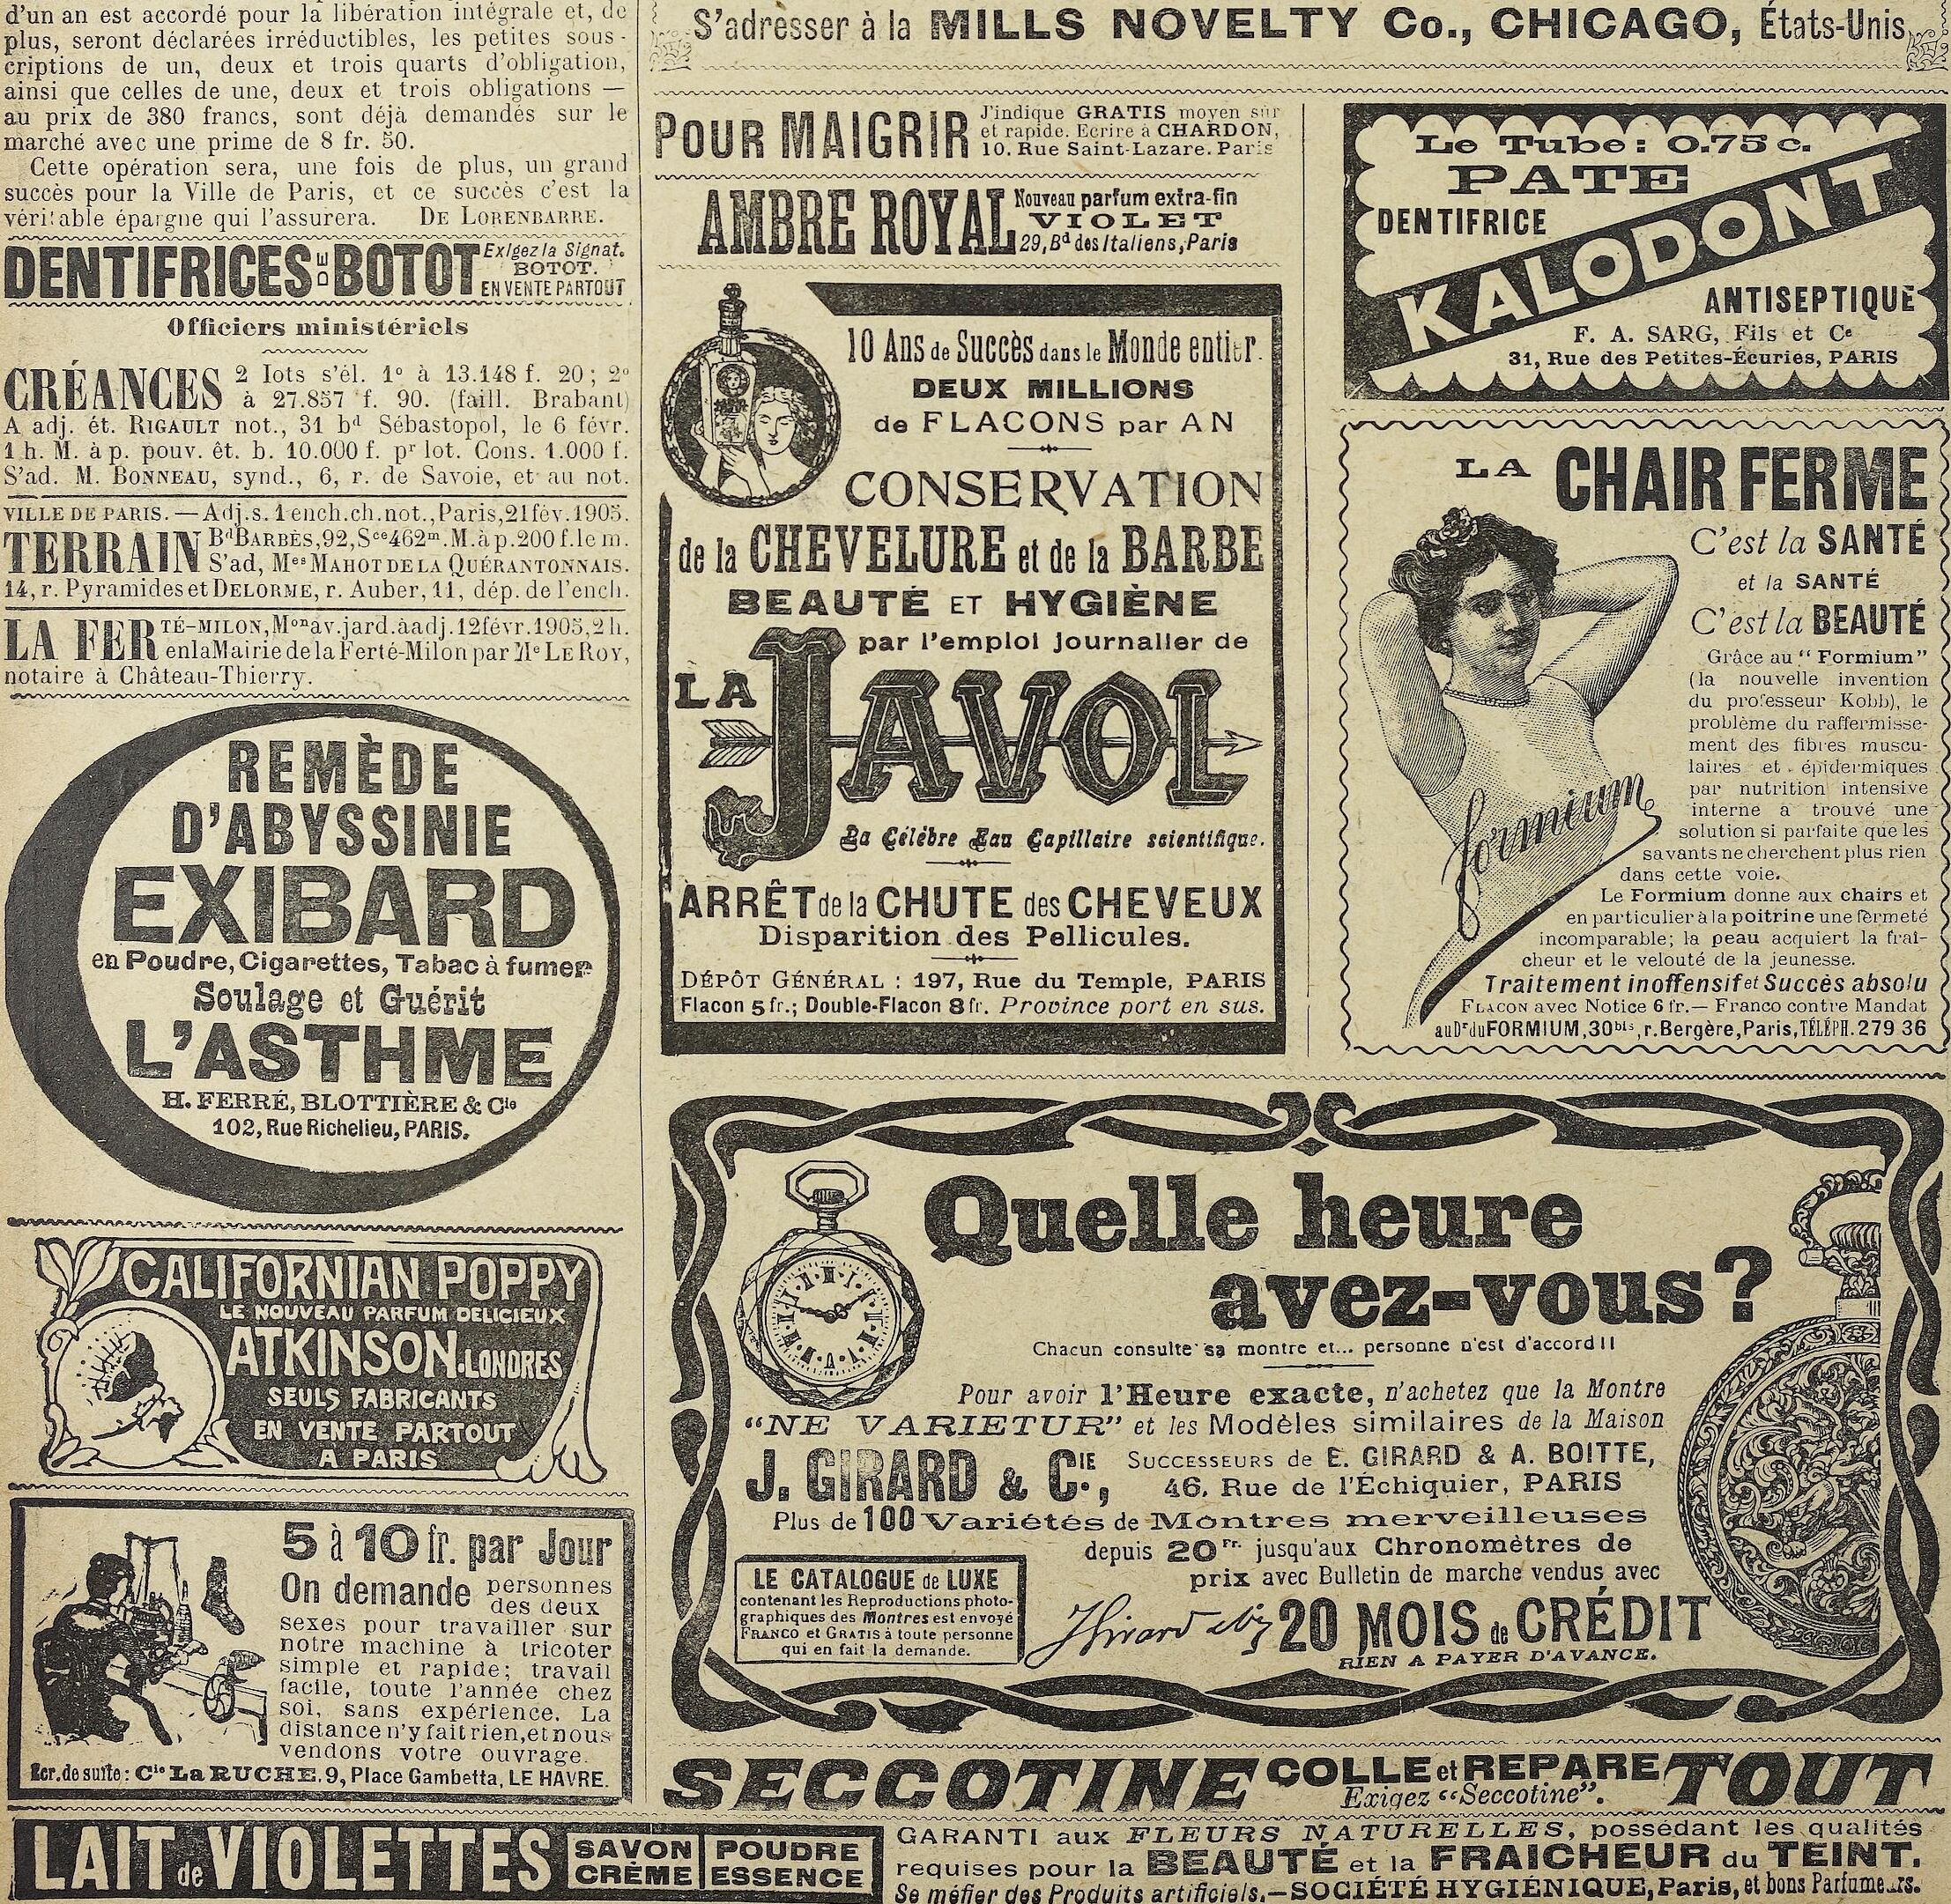 d'un an est accordé pour la libération intégrale et, de
plus, seront déclarées irréductibles, les petites sous-
criptions de un, deux et trois quarts d'obligation,
ainsi que celles de une, deux et trois obligations —
au prix de 380 francs, sont déjà demandés sur le
marché avec une prime de 8 fr. 50.
Cette opération sera, une fois de plus, un grand
succès pour la Ville de Paris, et ce succès c'est la
véritable épargne qui l'assurera. DE LORENBARRE.
DENTIFRICES DE BOTOT Exigez la Signat.
BOTOT.
EN VENTE PARTOUT
Officiers ministériels
CRÉANCES 2 lots s'él. 1º à 13.148 f. 20; 2º
à 27.857 f. 90. (faill. Brabant)
A adj. ét. RIGAULT not., 31 bd Sébastopol, le 6 févr.
1 h. M. à p. pouv. êt. b. 10.000 f. pr lot. Cons. 1.000 f.
S'ad. M. BONNEAU, synd., 6, r. de Savoie, et au not.
VILLE DE PARIS. — Adj. s. 1 ench. ch. not., Paris, 21 fév. 1905.
TERRAIN Bd BARBÈS, 92, Sce 462m. M. à p. 200 f. le m.
S'ad, Mes MAHOT DE LA QUÉRANTONNAIS.
14, r. Pyramides et DELORME, r. Auber, 11, dép. de l'ench.
LA FERTÉ-MILON, Mon av. jard. à adj. 12 févr. 1905, 2 h.
en la Mairie de la Ferté-Milon par Me LE ROY,
notaire à Château-Thierry.
REMÈDE
D'ABYSSINIE
EXIBARD
en Poudre, Cigarettes, Tabac à fumer
Soulage et Guérit
L'ASTHME
H. FERRÉ, BLOTTIÈRE & Cie
102, Rue Richelieu, PARIS.
CALIFORNIAN POPPY
LE NOUVEAU PARFUM DELICIEUX
ATKINSON. LONDRES
SEULS FABRICANTS
EN VENTE PARTOUT
A PARIS
5 à 10 fr. par Jour
On demande personnes
des deux
sexes pour travailler sur
notre machine à tricoter
simple et rapide; travail
facile, toute l'année chez
soi, sans expérience. La
distance n'y fait rien, et nous
vendons votre ouvrage.
Ecr. de suite: Cie La RUCHE. 9, Place Gambetta, LE HAVRE.
S'adresser à la MILLS NOVELTY Co., CHICAGO, États-Unis
POUR MAIGRIR J'indique GRATIS moyen sûr
et rapide. Ecrire à CHARDON,
10. Rue Saint-Lazare. Paris
AMBRE ROYAL Nouveau parfum extra-fin
VIOLET
29, Bd des Italiens, Paris
10 Ans de Succès dans le Monde entier.
DEUX MILLIONS
de FLACONS par AN
CONSERVATION
de la CHEVELURE et de la BARBE
BEAUTÉ ET HYGIÈNE
par l'emploi journalier de
LA JAVOL
La Célèbre Eau Capillaire scientifique.
ARRÊT de la CHUTE des CHEVEUX
Disparition des Pellicules.
DÉPÔT GÉNÉRAL : 197, Rue du Temple, PARIS
Flacon 5 fr.; Double-Flacon 8 fr. Province port en sus.
Le Tube: 0.75 c.
PATE
DENTIFRICE
KALODONT
ANTISEPTIQUE
F. A. SARG, Fils et Ce
31, Rue des Petites-Écuries, PARIS
LA CHAIR FERME
C'est la SANTÉ
et la SANTÉ
C'est la BEAUTÉ
Grâce au "Formium"
(la nouvelle invention
du professeur Kobb), le
problème du raffermisse-
ment des fibres muscu-
laires et épidermiques
par nutrition intensive
interne a trouvé une
solution si parfaite que les
savants ne cherchent plus rien
dans cette voie.
formium
Le Formium donne aux chairs et
en particulier à la poitrine une fermeté
incomparable; la peau acquiert la fraî-
cheur et le velouté de la jeunesse.
Traitement inoffensif et Succès absolu
FLACON avec Notice 6 fr.— Franco contre Mandat
au Dr du FORMIUM, 30bis, r. Bergère, Paris, TÉLÉPH. 279 36
Quelle heure
avez-vous?
Chacun consulte sa montre et... personne n'est d'accord!!
Pour avoir l'Heure exacte, n'achetez que la Montre
"NE VARIETUR" et les Modèles similaires de la Maison
J. GIRARD & CIE, SUCCESSEURS de E. GIRARD & A. BOITTE,
46, Rue de l'Échiquier, PARIS
Plus de 100 Variétés de Montres merveilleuses
depuis 20 Fr. jusqu'aux Chronomètres de
prix avec Bulletin de marche vendus avec
20 MOIS de CRÉDIT
RIEN A PAYER D'AVANCE.
LE CATALOGUE de LUXE
contenant les Reproductions photo-
graphiques des Montres est envoyé
FRANCO et GRATIS à toute personne
qui en fait la demande.
J Girard & Cie
SECCOTINE COLLE et REPARE TOUT
Exigez "Seccotine".
LAIT de VIOLETTES SAVON POUDRE
CRÈME ESSENCE
GARANTI aux FLEURS NATURELLES, possédant les qualités
requises pour la BEAUTÉ et la FRAICHEUR du TEINT.
Se méfier des Produits artificiels.—SOCIÉTÉ HYGIÉNIQUE, Paris, et bons Parfumeurs.